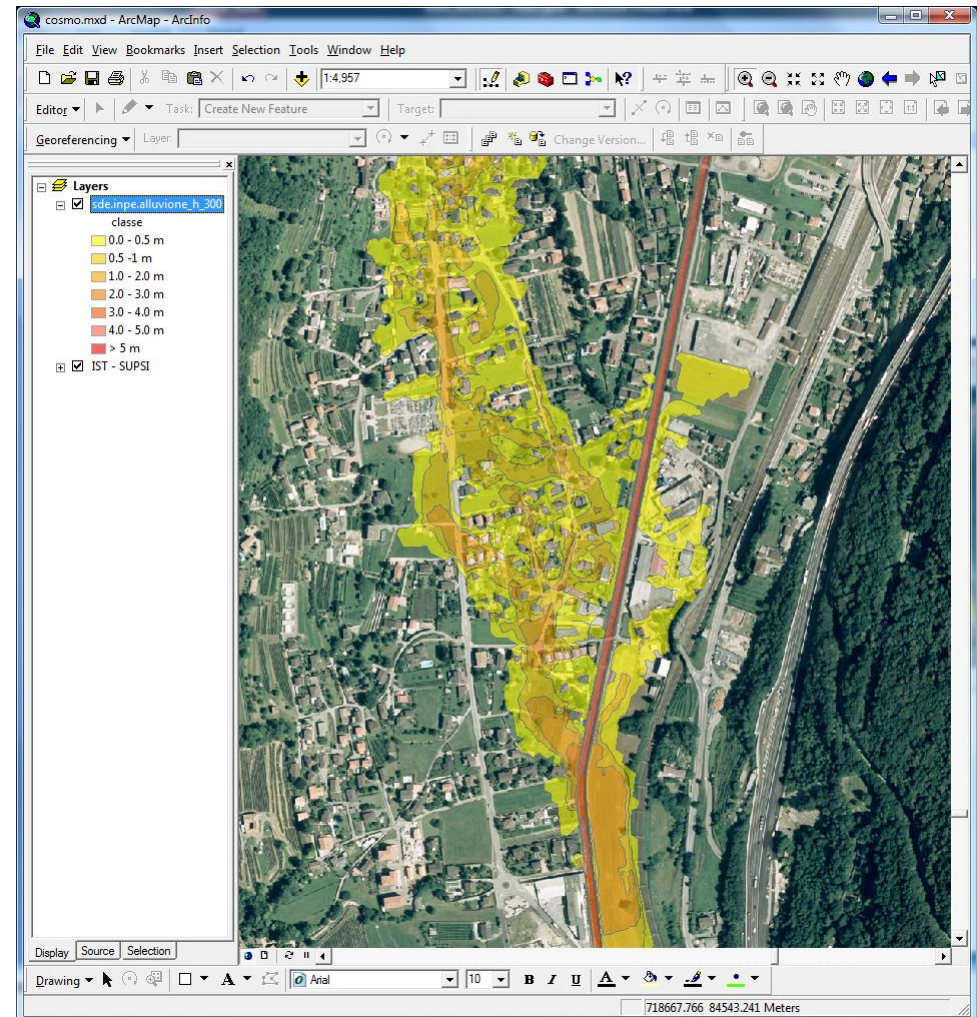 cosmo.mxd - ArcMap - ArcInfo
File Edit View Bookmarks Insert Selection Tools Window Help
1:4,957
Editor Task: Create New Feature Target:
1:1
Georeferencing Layer: Change Version...
Layers
sde.inpe.alluvione_h_300
classe
0.0 - 0.5 m
0.5 -1 m
1.0 - 2.0 m
2.0 - 3.0 m
3.0 - 4.0 m
4.0 - 5.0 m
> 5 m
IST - SUPSI
Display Source Selection
Drawing A Arial 10 B I U A
718667.766 84543.241 Meters